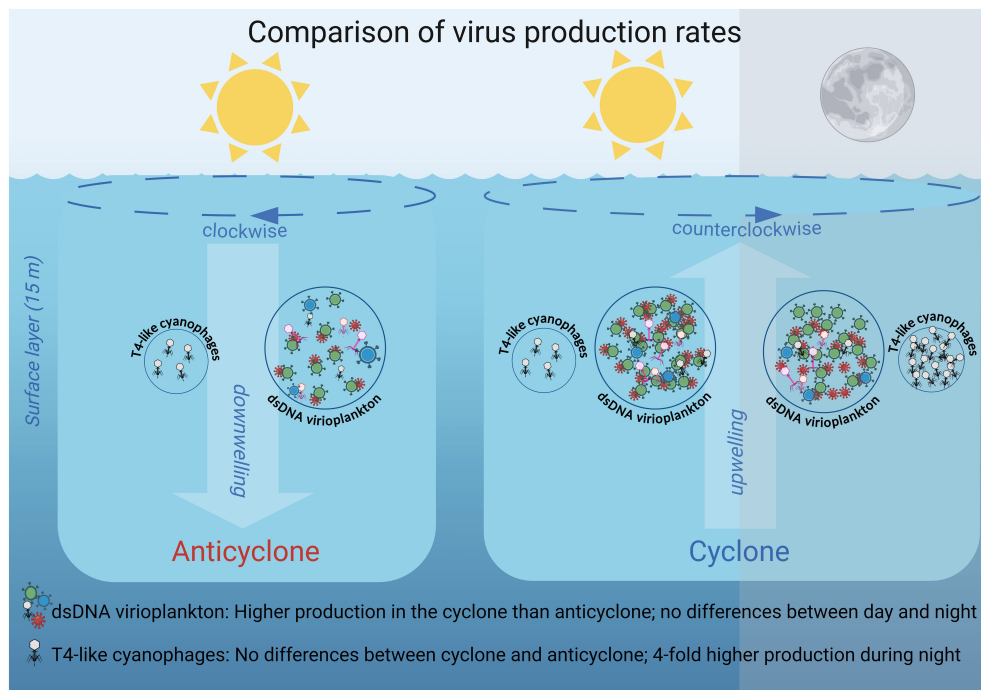 Comparison of virus production rates
clockwise
counterclockwise
Surface layer (15 m)
T4-like cyanophages
dsDNA virioplankton
downwelling
T4-like cyanophages
dsDNA virioplankton
upwelling
dsDNA virioplankton
T4-like cyanophages
Anticyclone
Cyclone
dsDNA virioplankton: Higher production in the cyclone than anticyclone; no differences between day and night
T4-like cyanophages: No differences between cyclone and anticyclone; 4-fold higher production during night